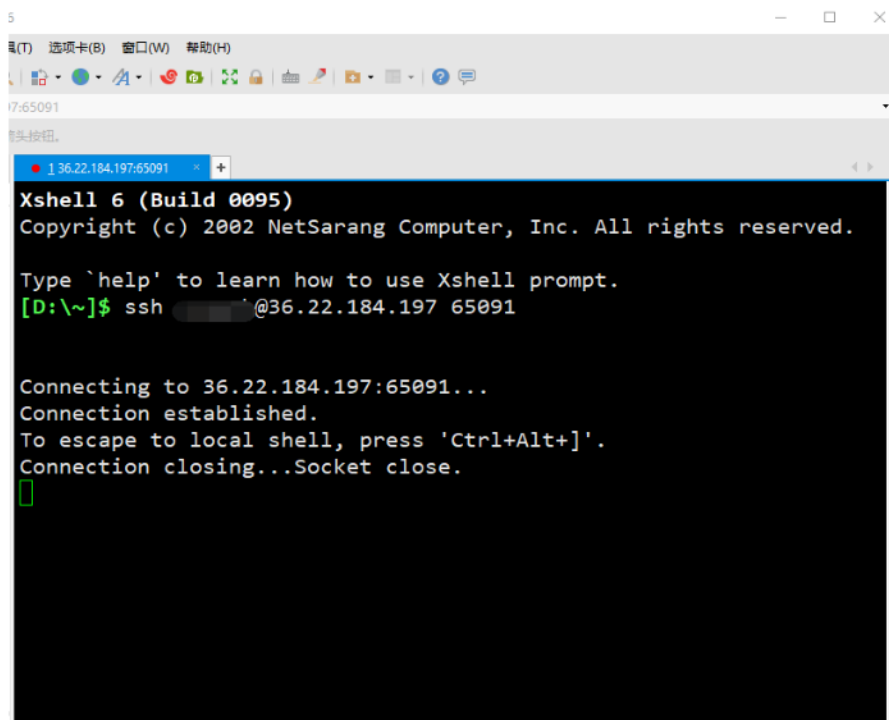 6
具(T) 选项卡(B) 窗口(W) 帮助(H)
97:65091
箭头按钮。
1 36.22.184.197:65091 × +
Xshell 6 (Build 0095)
Copyright (c) 2002 NetSarang Computer, Inc. All rights reserved.
Type `help' to learn how to use Xshell prompt.
[D:\~]$ ssh @36.22.184.197 65091
Connecting to 36.22.184.197:65091...
Connection established.
To escape to local shell, press 'Ctrl+Alt+]'.
Connection closing...Socket close.